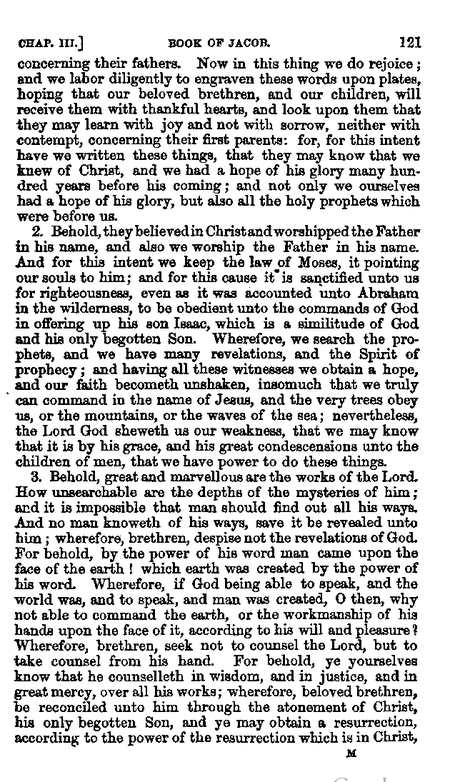 CHAP. III.] BOOK OF JACOB. 121
concerning their fathers. Now in this thing we do rejoice;
and we labor diligently to engraven these words upon plates,
hoping that our beloved brethren, and our children, will
receive them with thankful hearts, and look upon them that
they may learn with joy and not with sorrow, neither with
contempt, concerning their first parents: for, for this intent
have we written these things, that they may know that we
knew of Christ, and we had a hope of his glory many hun-
dred years before his coming; and not only we ourselves
had a hope of his glory, but also all the holy prophets which
were before us.
2. Behold, they believed in Christ and worshipped the Father
in his name, and also we worship the Father in his name.
And for this intent we keep the law of Moses, it pointing
our souls to him; and for this cause it is sanctified unto us
for righteousness, even as it was accounted unto Abraham
in the wilderness, to be obedient unto the commands of God
in offering up his son Isaac, which is a similitude of God
and his only begotten Son. Wherefore, we search the pro-
phets, and we have many revelations, and the Spirit of
prophecy; and having all these witnesses we obtain a hope,
and our faith becometh unshaken, insomuch that we truly
can command in the name of Jesus, and the very trees obey
us, or the mountains, or the waves of the sea; nevertheless,
the Lord God sheweth us our weakness, that we may know
that it is by his grace, and his great condescensions unto the
children of men, that we have power to do these things.
3. Behold, great and marvellous are the works of the Lord.
How unsearchable are the depths of the mysteries of him;
and it is impossible that man should find out all his ways.
And no man knoweth of his ways, save it be revealed unto
him; wherefore, brethren, despise not the revelations of God.
For behold, by the power of his word man came upon the
face of the earth! which earth was created by the power of
his word. Wherefore, if God being able to speak, and the
world was, and to speak, and man was created, O then, why
not able to command the earth, or the workmanship of his
hands upon the face of it, according to his will and pleasure?
Wherefore, brethren, seek not to counsel the Lord, but to
take counsel from his hand. For behold, ye yourselves
know that he counselleth in wisdom, and in justice, and in
great mercy, over all his works; wherefore, beloved brethren,
be reconciled unto him through the atonement of Christ,
his only begotten Son, and ye may obtain a resurrection,
according to the power of the resurrection which is in Christ,
M